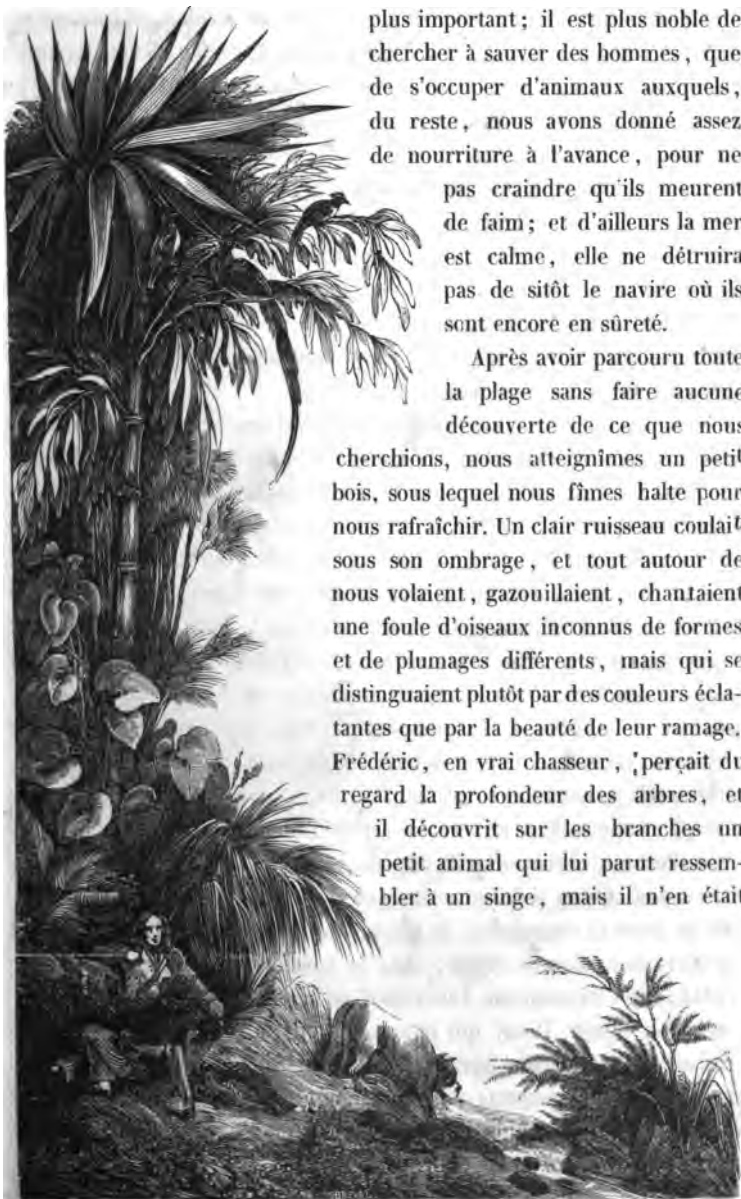 plus important ; il est plus noble de
chercher à sauver des hommes , que
de s'occuper d'animaux auxquels ,
du reste , nous avons donné assez
de nourriture à l'avance , pour ne
pas craindre qu'ils meurent
de faim ; et d'ailleurs la mer
est calme , elle ne détruira
pas de sitôt le navire où ils
sont encore en sûreté.
Après avoir parcouru toute
la plage sans faire aucune
découverte de ce que nous
cherchions, nous atteignîmes un petit
bois, sous lequel nous fîmes halte pour
nous rafraîchir. Un clair ruisseau coulait
sous son ombrage , et tout autour de
nous volaient , gazouillaient , chantaient
une foule d'oiseaux inconnus de formes
et de plumages différents , mais qui se
distinguaient plutôt par des couleurs écla-
tantes que par la beauté de leur ramage.
Frédéric , en vrai chasseur , perçait du
regard la profondeur des arbres , et
il découvrit sur les branches un
petit animal qui lui parut ressem-
bler à un singe , mais il n'en était